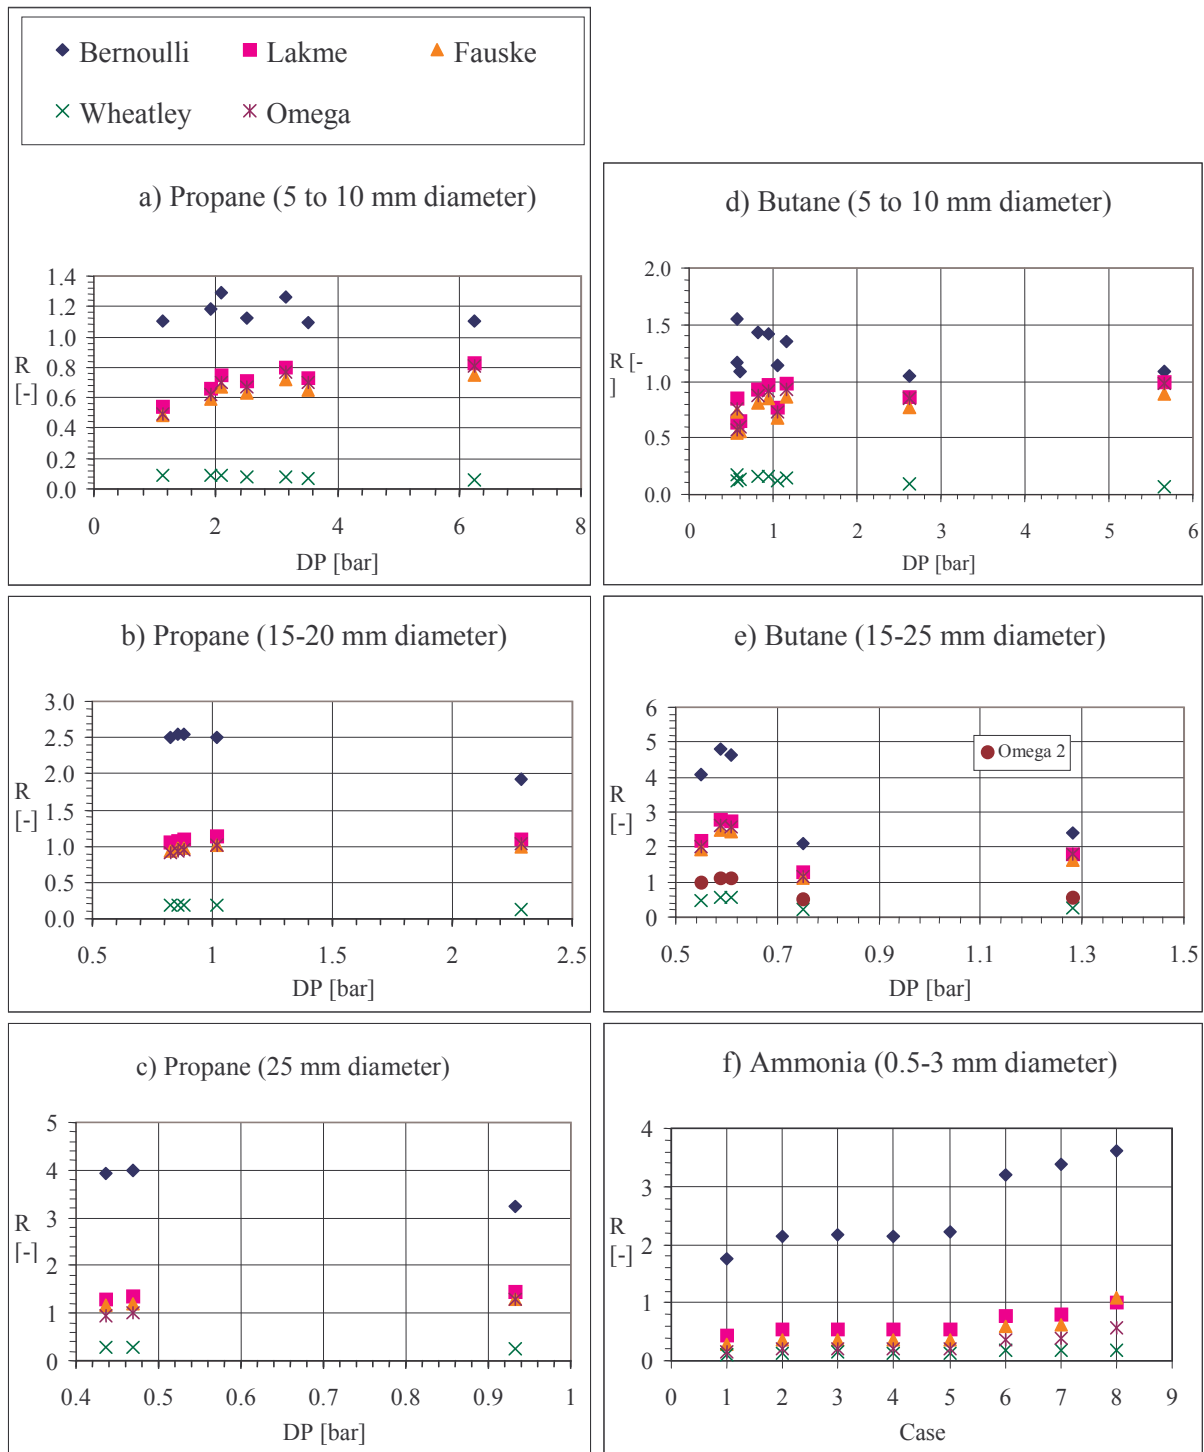 Bernoulli Lakme Fauske
Wheatley Omega
a) Propane (5 to 10 mm diameter)
1.4
1.2
1.0
0.8
0.6
0.4
0.2
0.0
R
[-]
0 2 4 6 8
DP [bar]
d) Butane (5 to 10 mm diameter)
2.0
1.5
1.0
0.5
0.0
R [-
]
0 1 2 3 4 5 6
DP [bar]
b) Propane (15-20 mm diameter)
3.0
2.5
2.0
1.5
1.0
0.5
0.0
R
[-]
0.5 1 2 2.5
DP [bar]
e) Butane (15-25 mm diameter)
6
5
4
3
2
1
0
R
[-]
Omega 2
0.5 0.7 0.9 1.1 1.3 1.5
DP [bar]
c) Propane (25 mm diameter)
5
4
3
2
1
0
R
[-]
0.4 0.5 0.6 0.7 0.8 0.9 1
DP [bar]
f) Ammonia (0.5-3 mm diameter)
4
3
2
1
0
R
[-]
0 1 2 3 4 5 6 7 8 9
Case